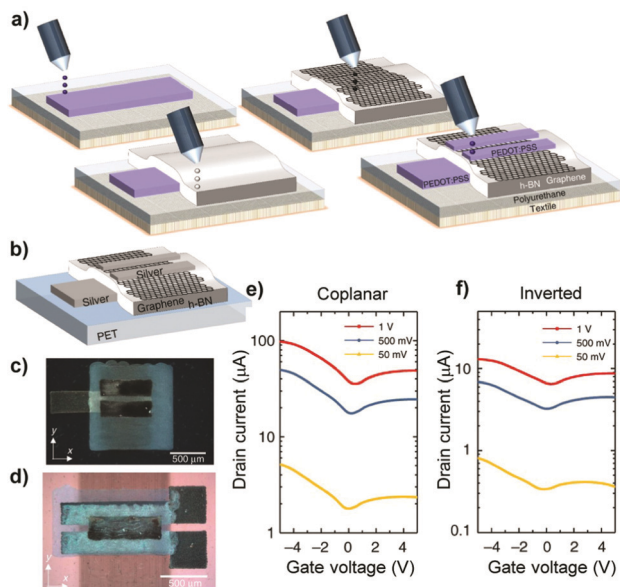 a)
PEDOT:PSS
PEDOT:PSS
h-BN Graphene
Polyurethane
Textile
b)
Silver
Silver
Graphene h-BN
PET
c)
y
x
500 µm
d)
y
x
500 µm
e) Coplanar
1 V
500 mV
50 mV
100
10
1
Drain current (µA)
−4 −2 0 2 4
Gate voltage (V)
f) Inverted
1 V
500 mV
50 mV
10
1
0.1
Drain current (µA)
−4 −2 0 2 4
Gate voltage (V)